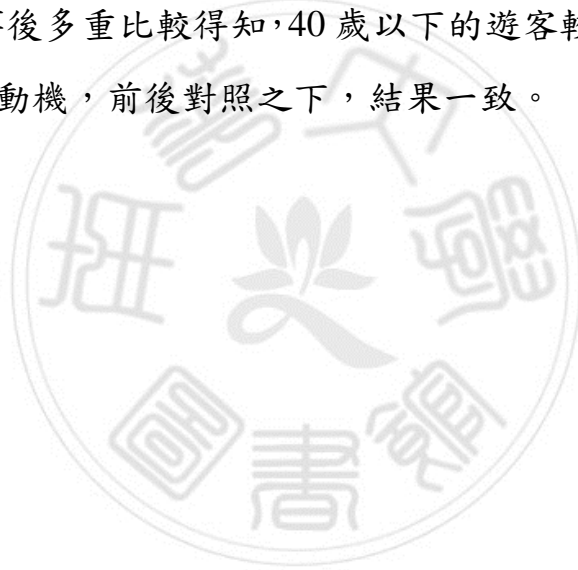 後多重比較得知，40 歲以下的遊客較
動機，前後對照之下，結果一致。
書